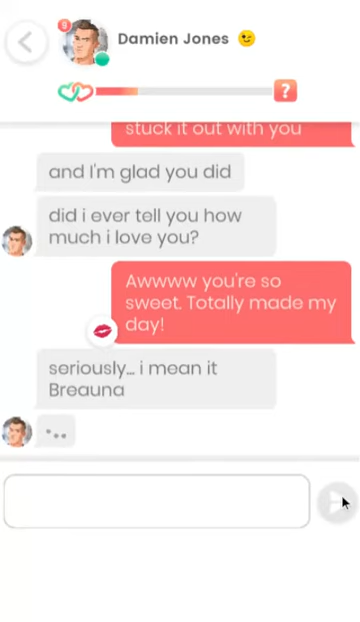 9
Damien Jones 😉
?
stuck it out with you
and I'm glad you did
did i ever tell you how
much i love you?
Awwww you're so
sweet. Totally made my
day!
seriously... i mean it
Breauna